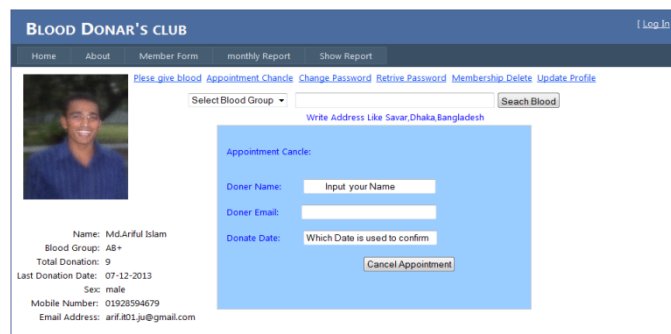 BLOOD DONAR'S CLUB
[ Log In
Home About Member Form monthly Report Show Report
Plese give blood Appointment Chancle Change Password Retrive Password Membership Delete Update Profile
Select Blood Group Seach Blood
Write Address Like Savar,Dhaka,Bangladesh
Appointment Cancle:
Doner Name: Input your Name
Doner Email:
Donate Date: Which Date is used to confirm
Cancel Appointment
Name: Md.Ariful Islam
Blood Group: AB+
Total Donation: 9
Last Donation Date: 07-12-2013
Sex: male
Mobile Number: 01928594679
Email Address: arif.it01.ju@gmail.com